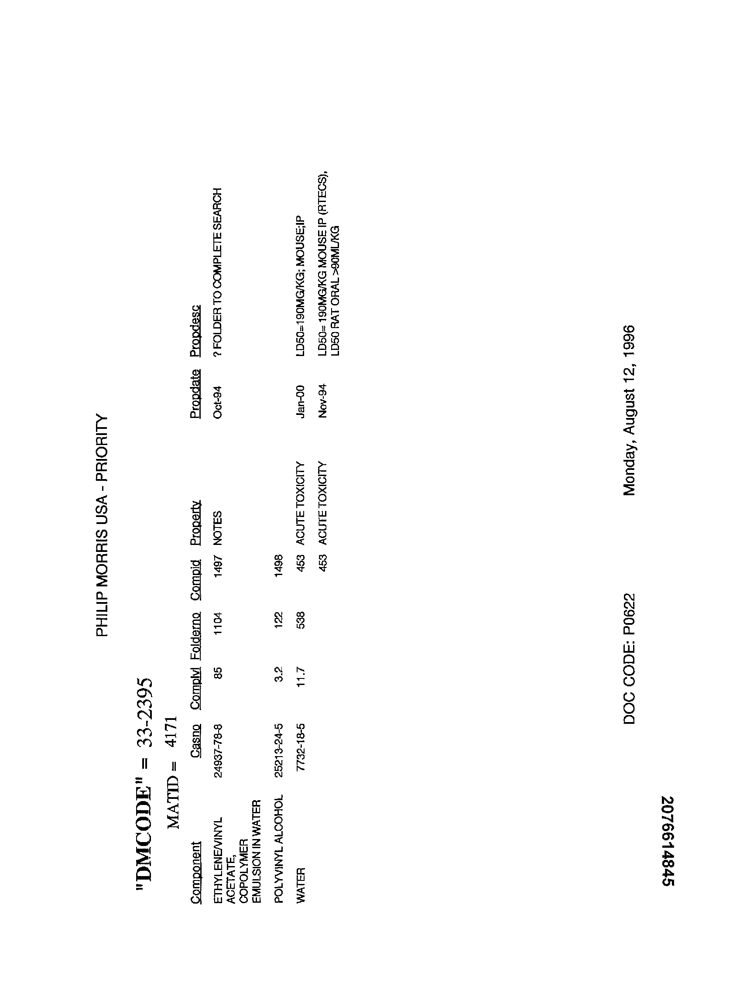 PHILIP MORRIS USA - PRIORITY
"DMCODE" = 33-2395
MATID = 4171
Component Casno ComplVl Folderno Compid Property Propdate Propdesc
ETHYLENE/VINYL 24937-78-8 85 1104 1497 NOTES Oct-94 ? FOLDER TO COMPLETE SEARCH
ACETATE,
COPOLYMER
EMULSION IN WATER
POLYVINYL ALCOHOL 25213-24-5 3.2 122 1498
WATER 7732-18-5 11.7 538 453 ACUTE TOXICITY Jan-00 LD50=190MG/KG; MOUSE;IP
453 ACUTE TOXICITY Nov-94 LD50= 190MG/KG MOUSE IP (RTECS),
LD50 RAT ORAL >90ML/KG
DOC CODE: P0622 Monday, August 12, 1996
2076614845